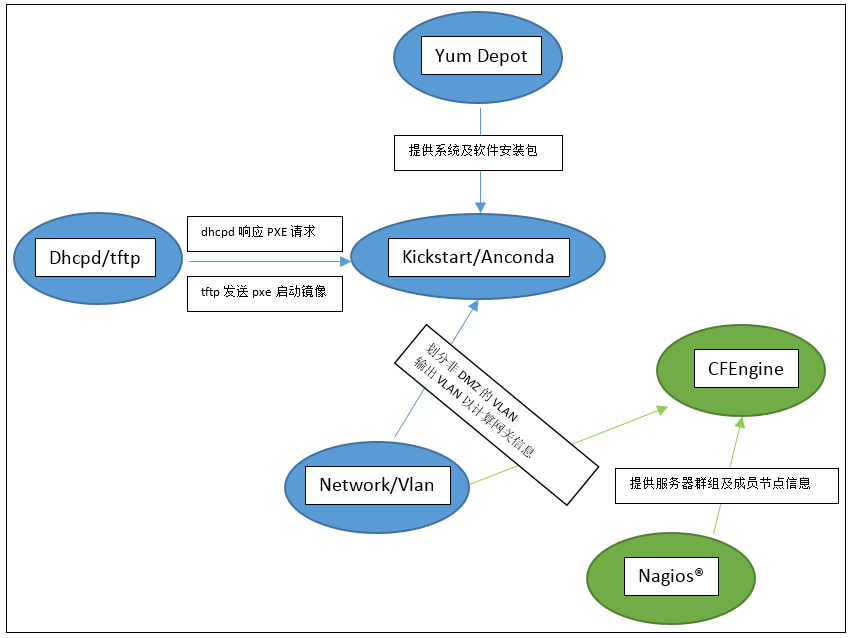 Yum Depot
提供系统及软件安装包
dhcpd 响应 PXE 请求
Dhcpd/tftp
Kickstart/Anconda
tftp 发送 pxe 启动镜像
划分非 DMZ 的 VLAN
输出 VLAN 以计算网关信息
CFEngine
Network/Vlan
提供服务器群组及成员节点信息
Nagios®